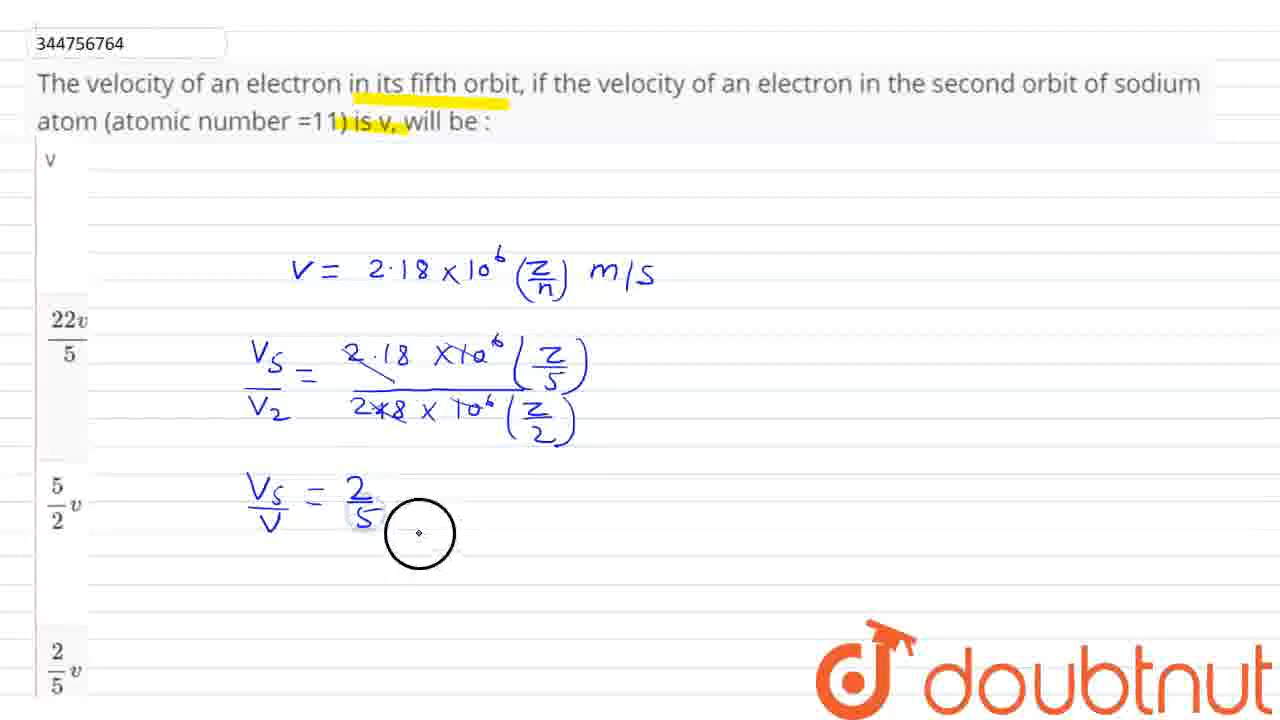 344756764
The velocity of an electron in its fifth orbit, if the velocity of an electron in the second orbit of sodium
atom (atomic number =11) is v, will be :
v
V = 2.18 × 10⁶ (Z/n) m/s
22v/5
V₅/V₂ = 2.18 × 10⁶ (Z/5) / 2.18 × 10⁶ (Z/2)
V₅/V = 2/5
5/2 v
2/5 v
doubtnut